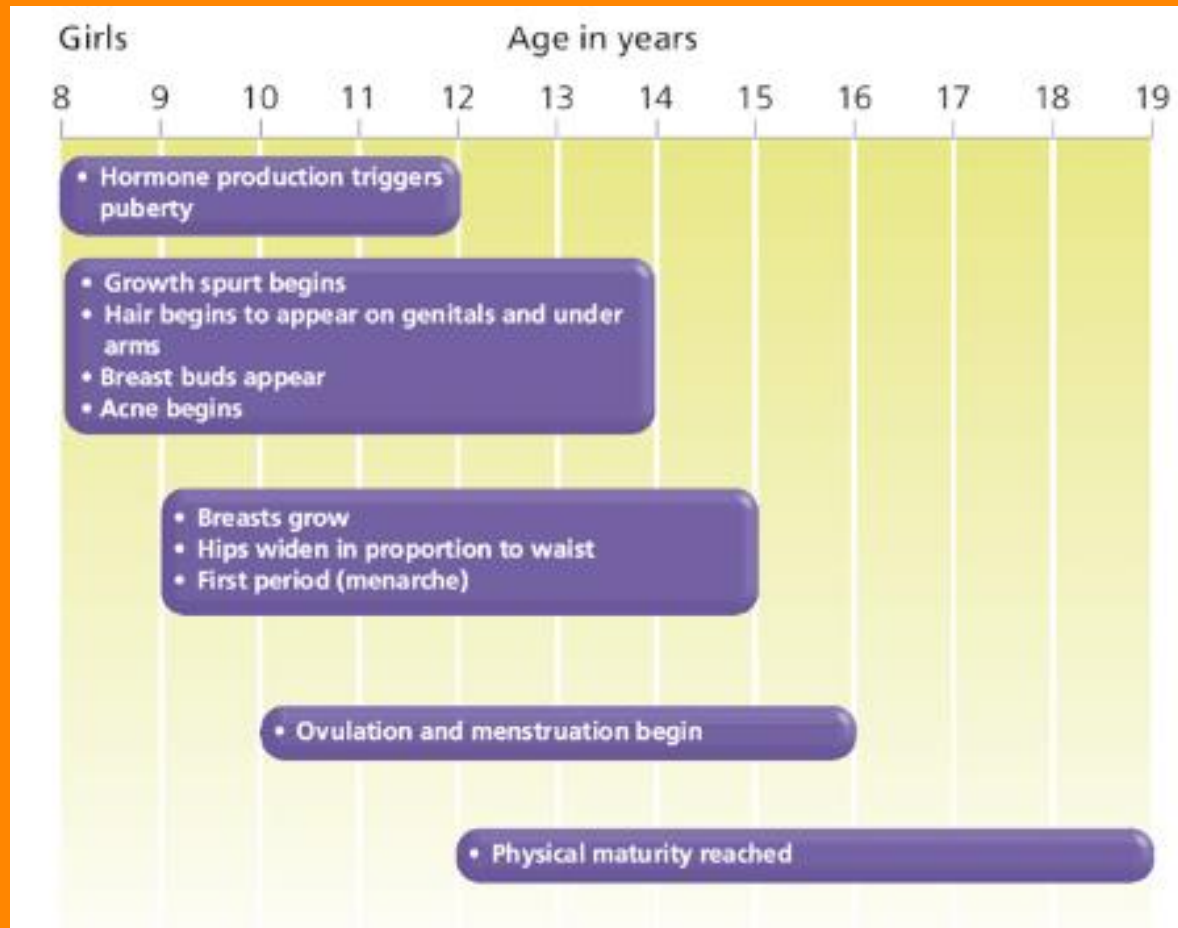 Girls Age in years
8 9 10 11 12 13 14 15 16 17 18 19
• Hormone production triggers
puberty
• Growth spurt begins
• Hair begins to appear on genitals and under
arms
• Breast buds appear
• Acne begins
• Breasts grow
• Hips widen in proportion to waist
• First period (menarche)
• Ovulation and menstruation begin
• Physical maturity reached